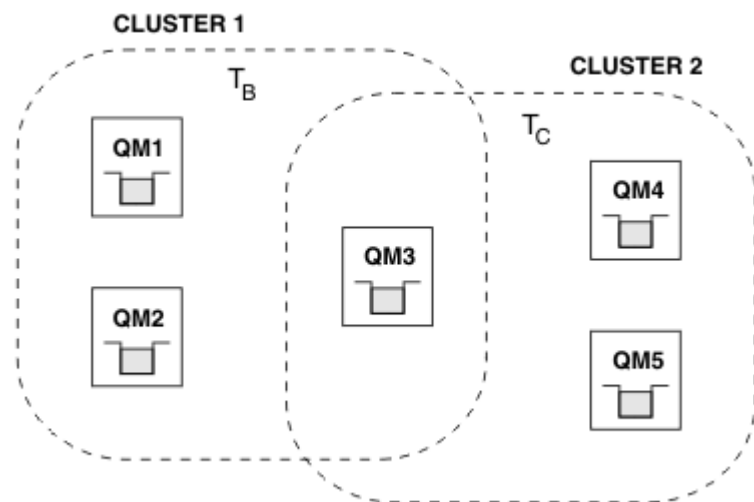 CLUSTER 1
CLUSTER 2
TB
TC
QM1
QM4
QM3
QM2
QM5